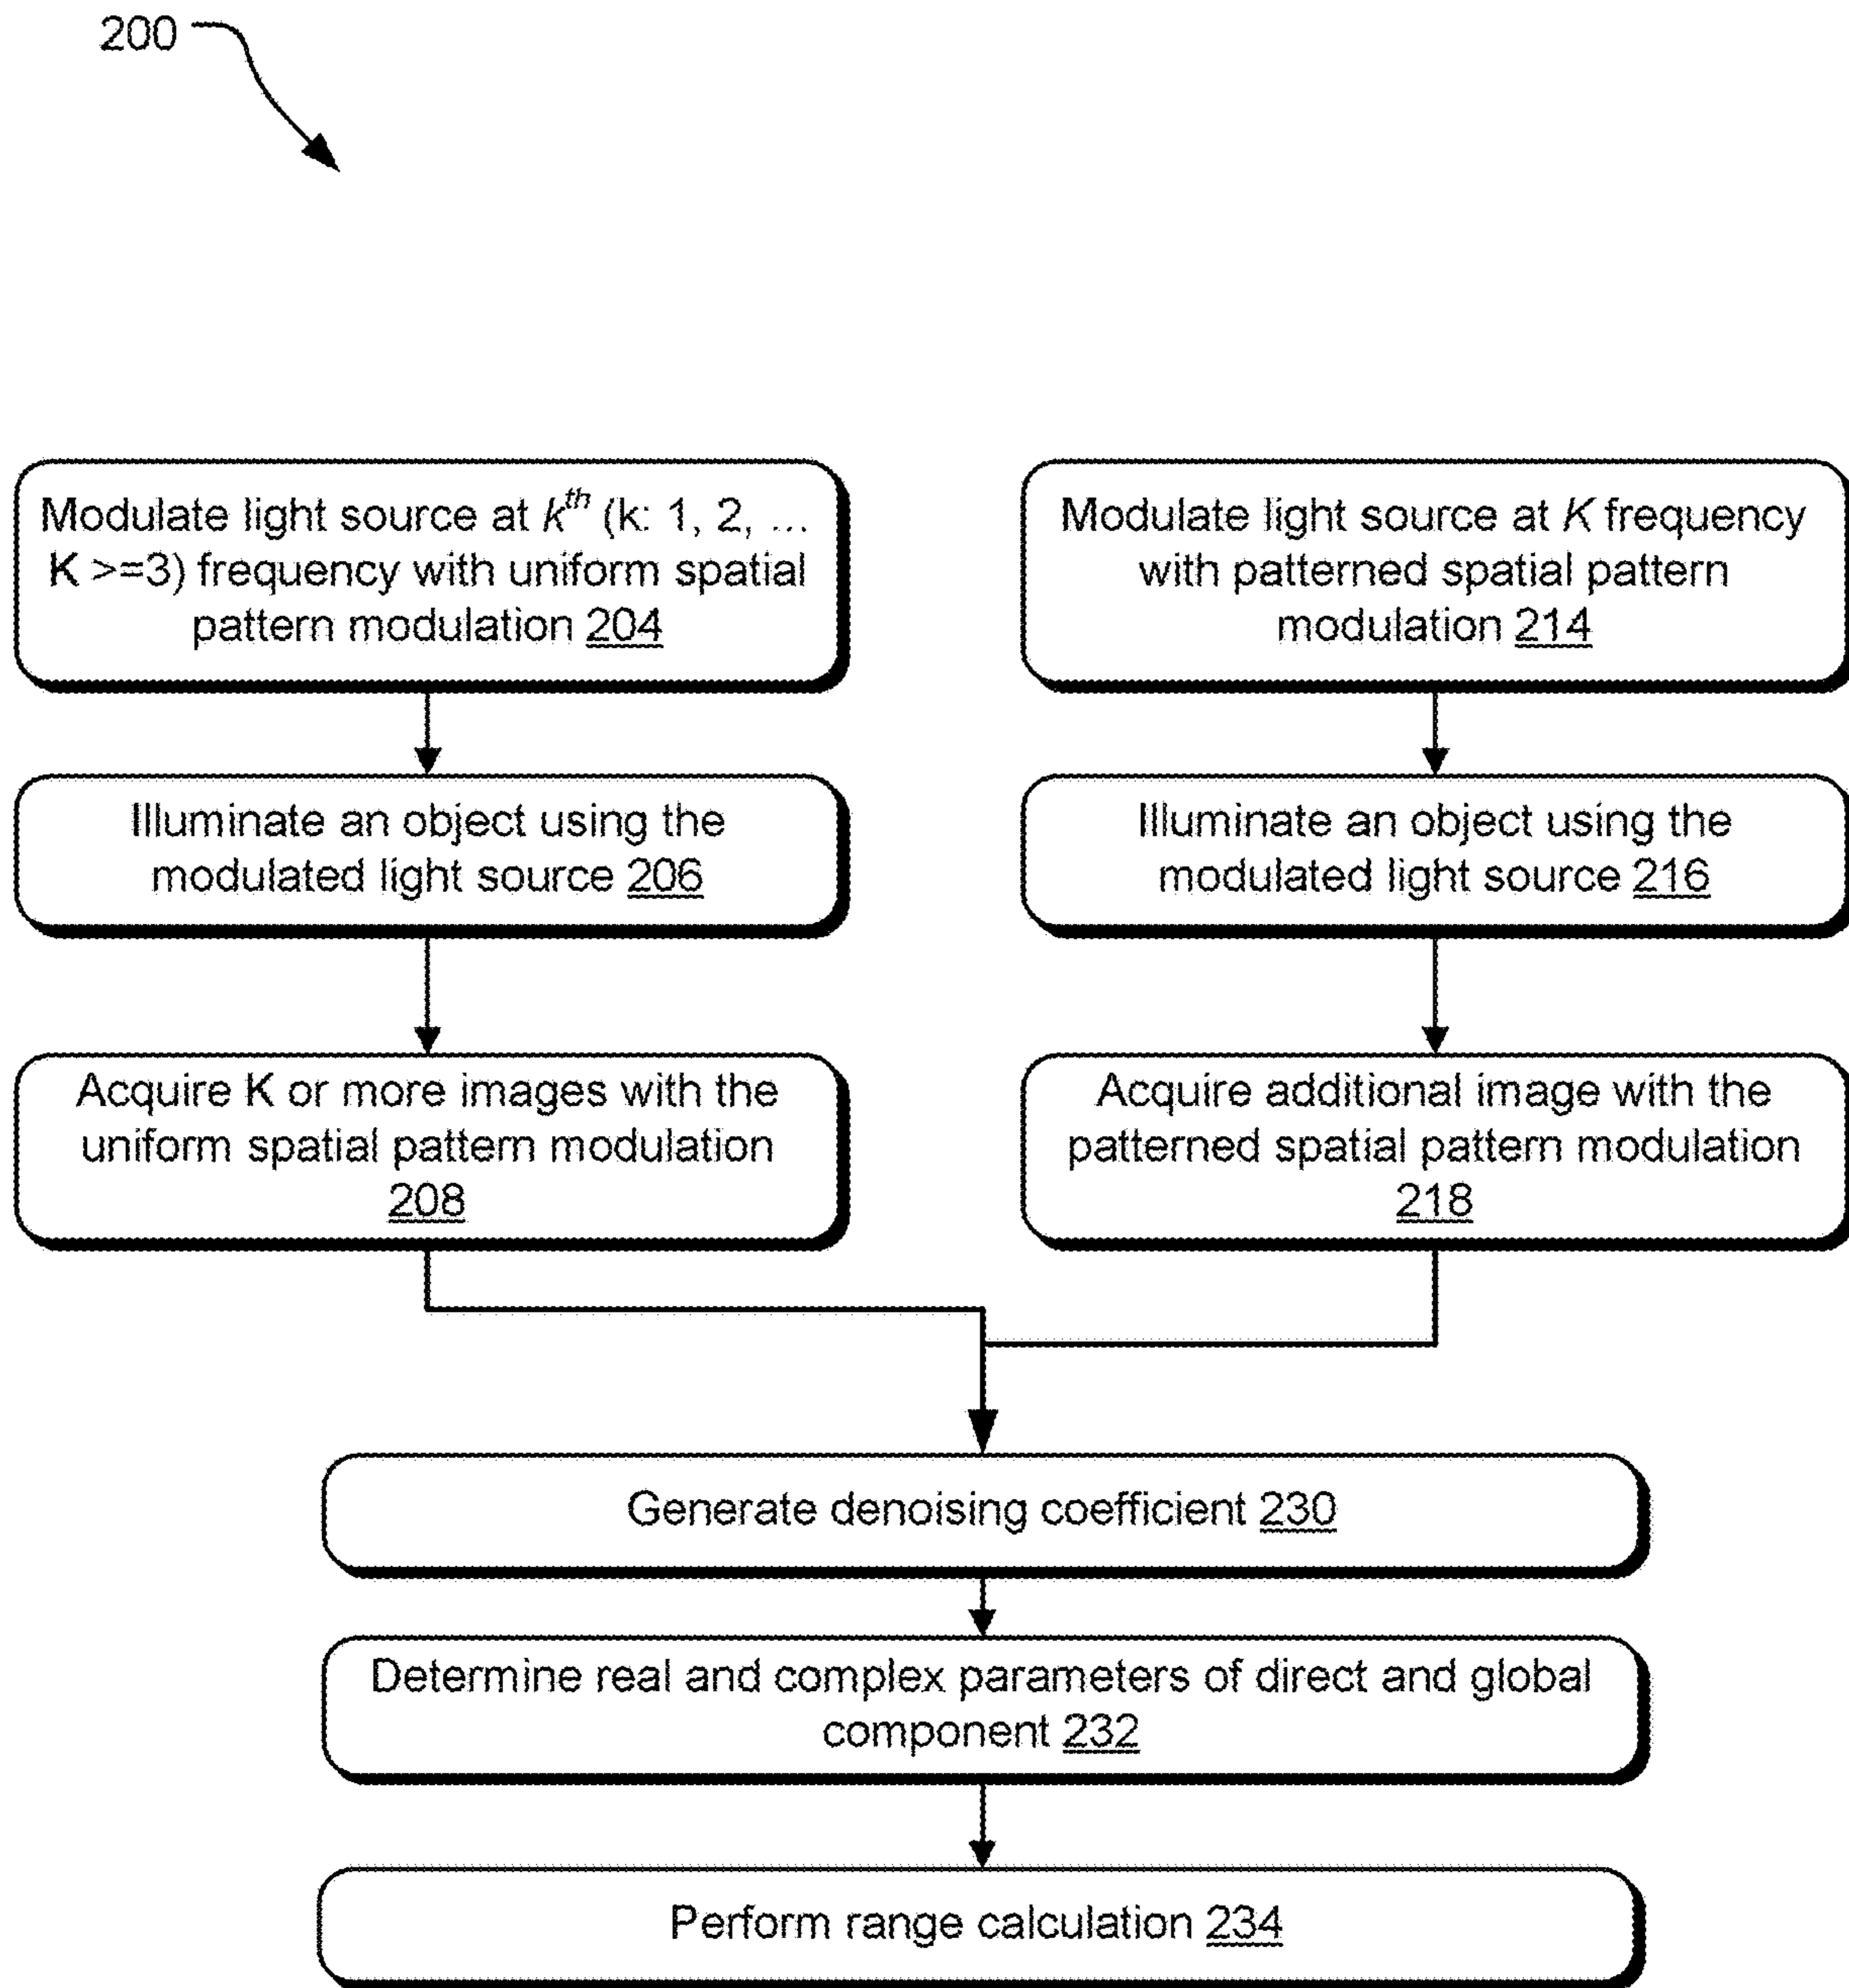 200
Modulate light source at kth (k: 1, 2, ...
K >=3) frequency with uniform spatial
pattern modulation 204
Modulate light source at K frequency
with patterned spatial pattern
modulation 214
Illuminate an object using the
modulated light source 206
Illuminate an object using the
modulated light source 216
Acquire K or more images with the
uniform spatial pattern modulation
208
Acquire additional image with the
patterned spatial pattern modulation
218
Generate denoising coefficient 230
Determine real and complex parameters of direct and global
component 232
Perform range calculation 234